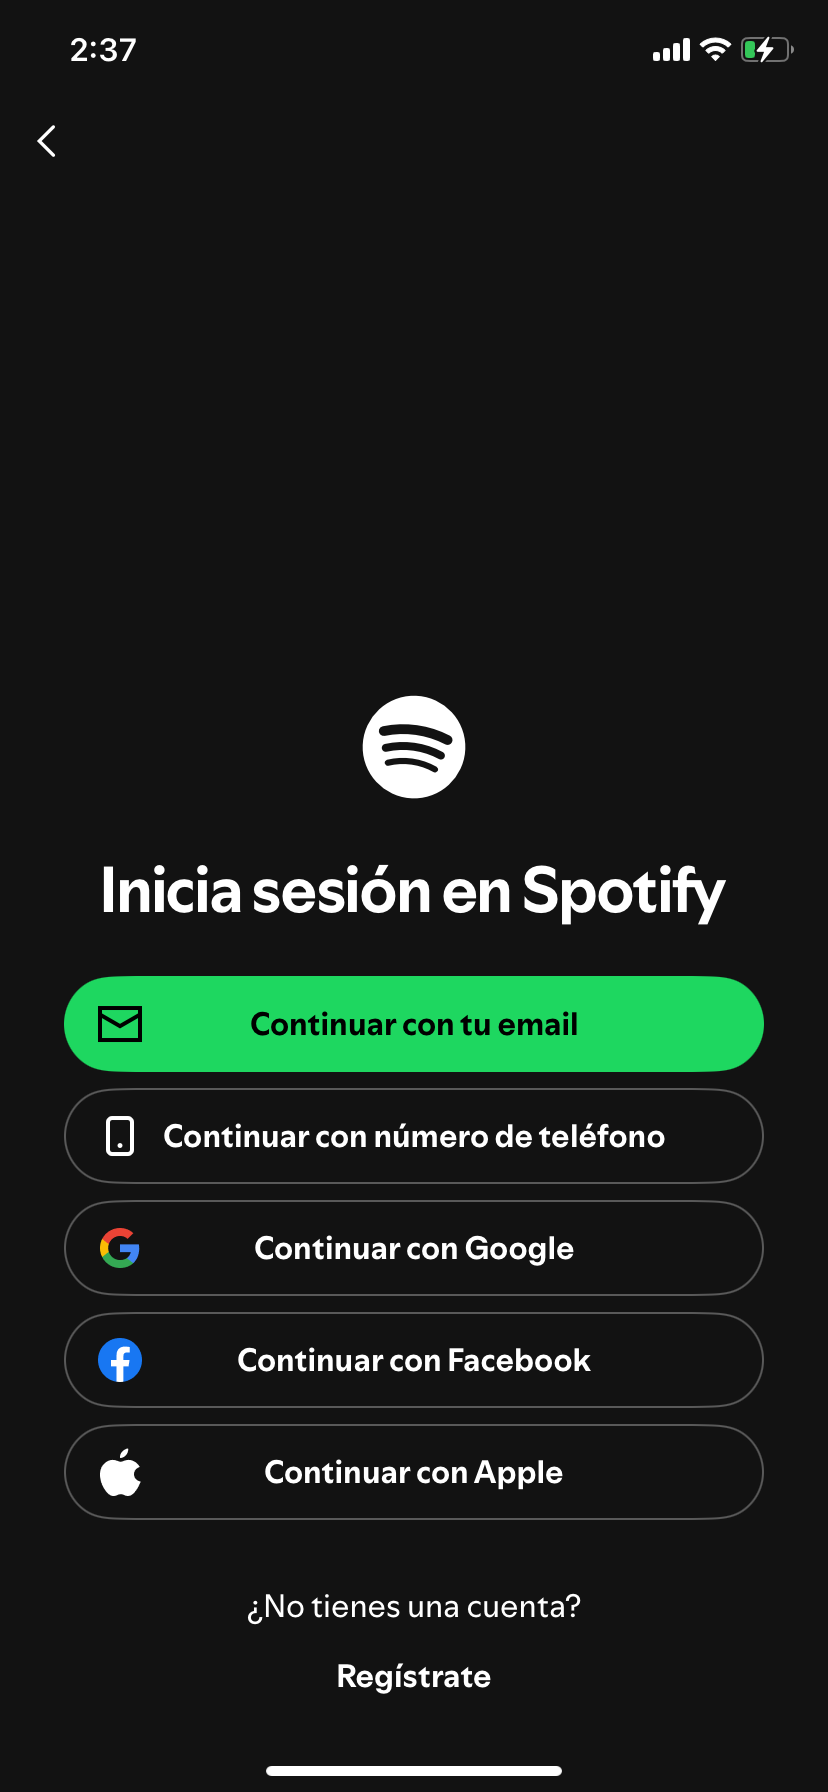 2:37
Inicia sesión en Spotify
Continuar con tu email
Continuar con número de teléfono
Continuar con Google
Continuar con Facebook
Continuar con Apple
¿No tienes una cuenta?
Regístrate